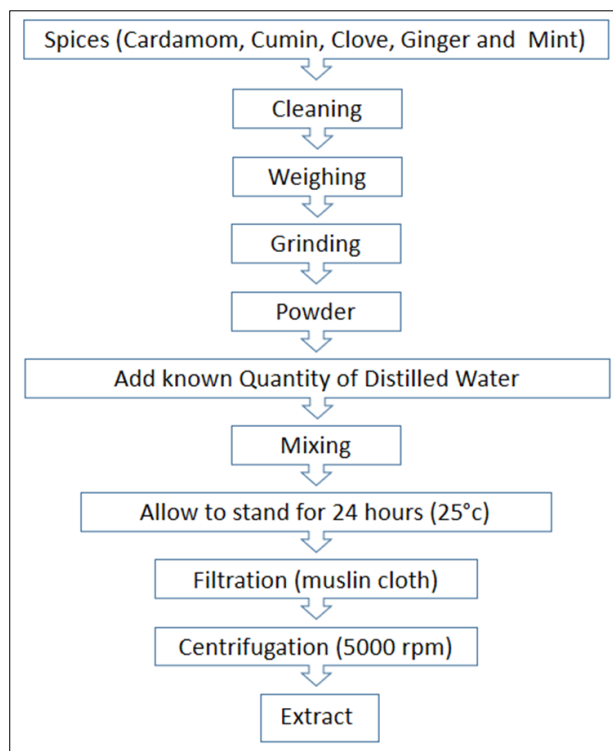 Spices (Cardamom, Cumin, Clove, Ginger and Mint)
Cleaning
Weighing
Grinding
Powder
Add known Quantity of Distilled Water
Mixing
Allow to stand for 24 hours (25°c)
Filtration (muslin cloth)
Centrifugation (5000 rpm)
Extract